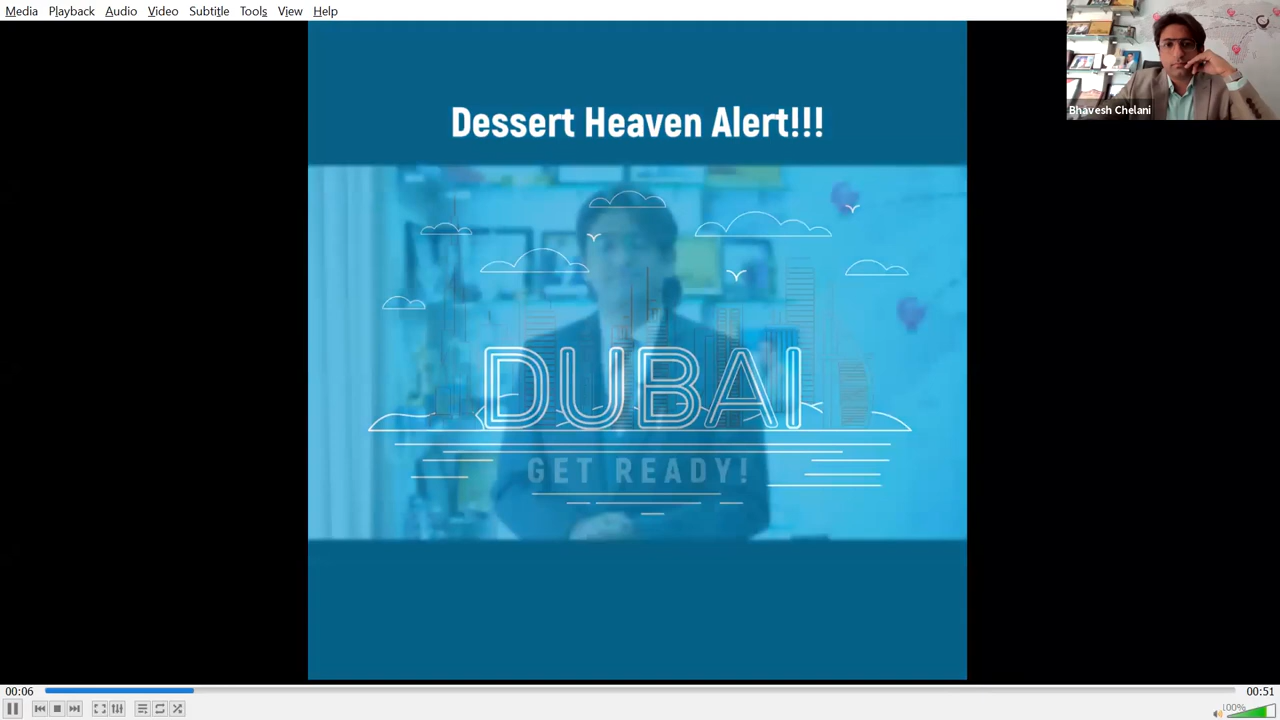 Media Playback Audio Video Subtitle Tools View Help
Bhavesh Chelani
Dessert Heaven Alert!!!
DUBAI
GET READY!
00:06
00:51
100%